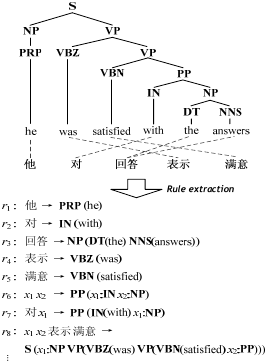 S
NP VP
PRP VBZ VP
VBN PP
IN NP
DT NNS
he was satisfied with the answers
他 对 回答 表示 满意
Rule extraction
r₁: 他 → PRP (he)
r₂: 对 → IN (with)
r₃: 回答 → NP (DT(the) NNS(answers))
r₄: 表示 → VBZ (was)
r₅: 满意 → VBN (satisfied)
r₆: x₁ x₂ → PP (x₁:IN x₂:NP)
r₇: 对 x₁ → PP (IN(with) x₁:NP)
r₈: x₁ x₂ 表示 满意 →
S (x₁:NP VP(VBZ(was) VP(VBN(satisfied) x₂:PP)))
⋮